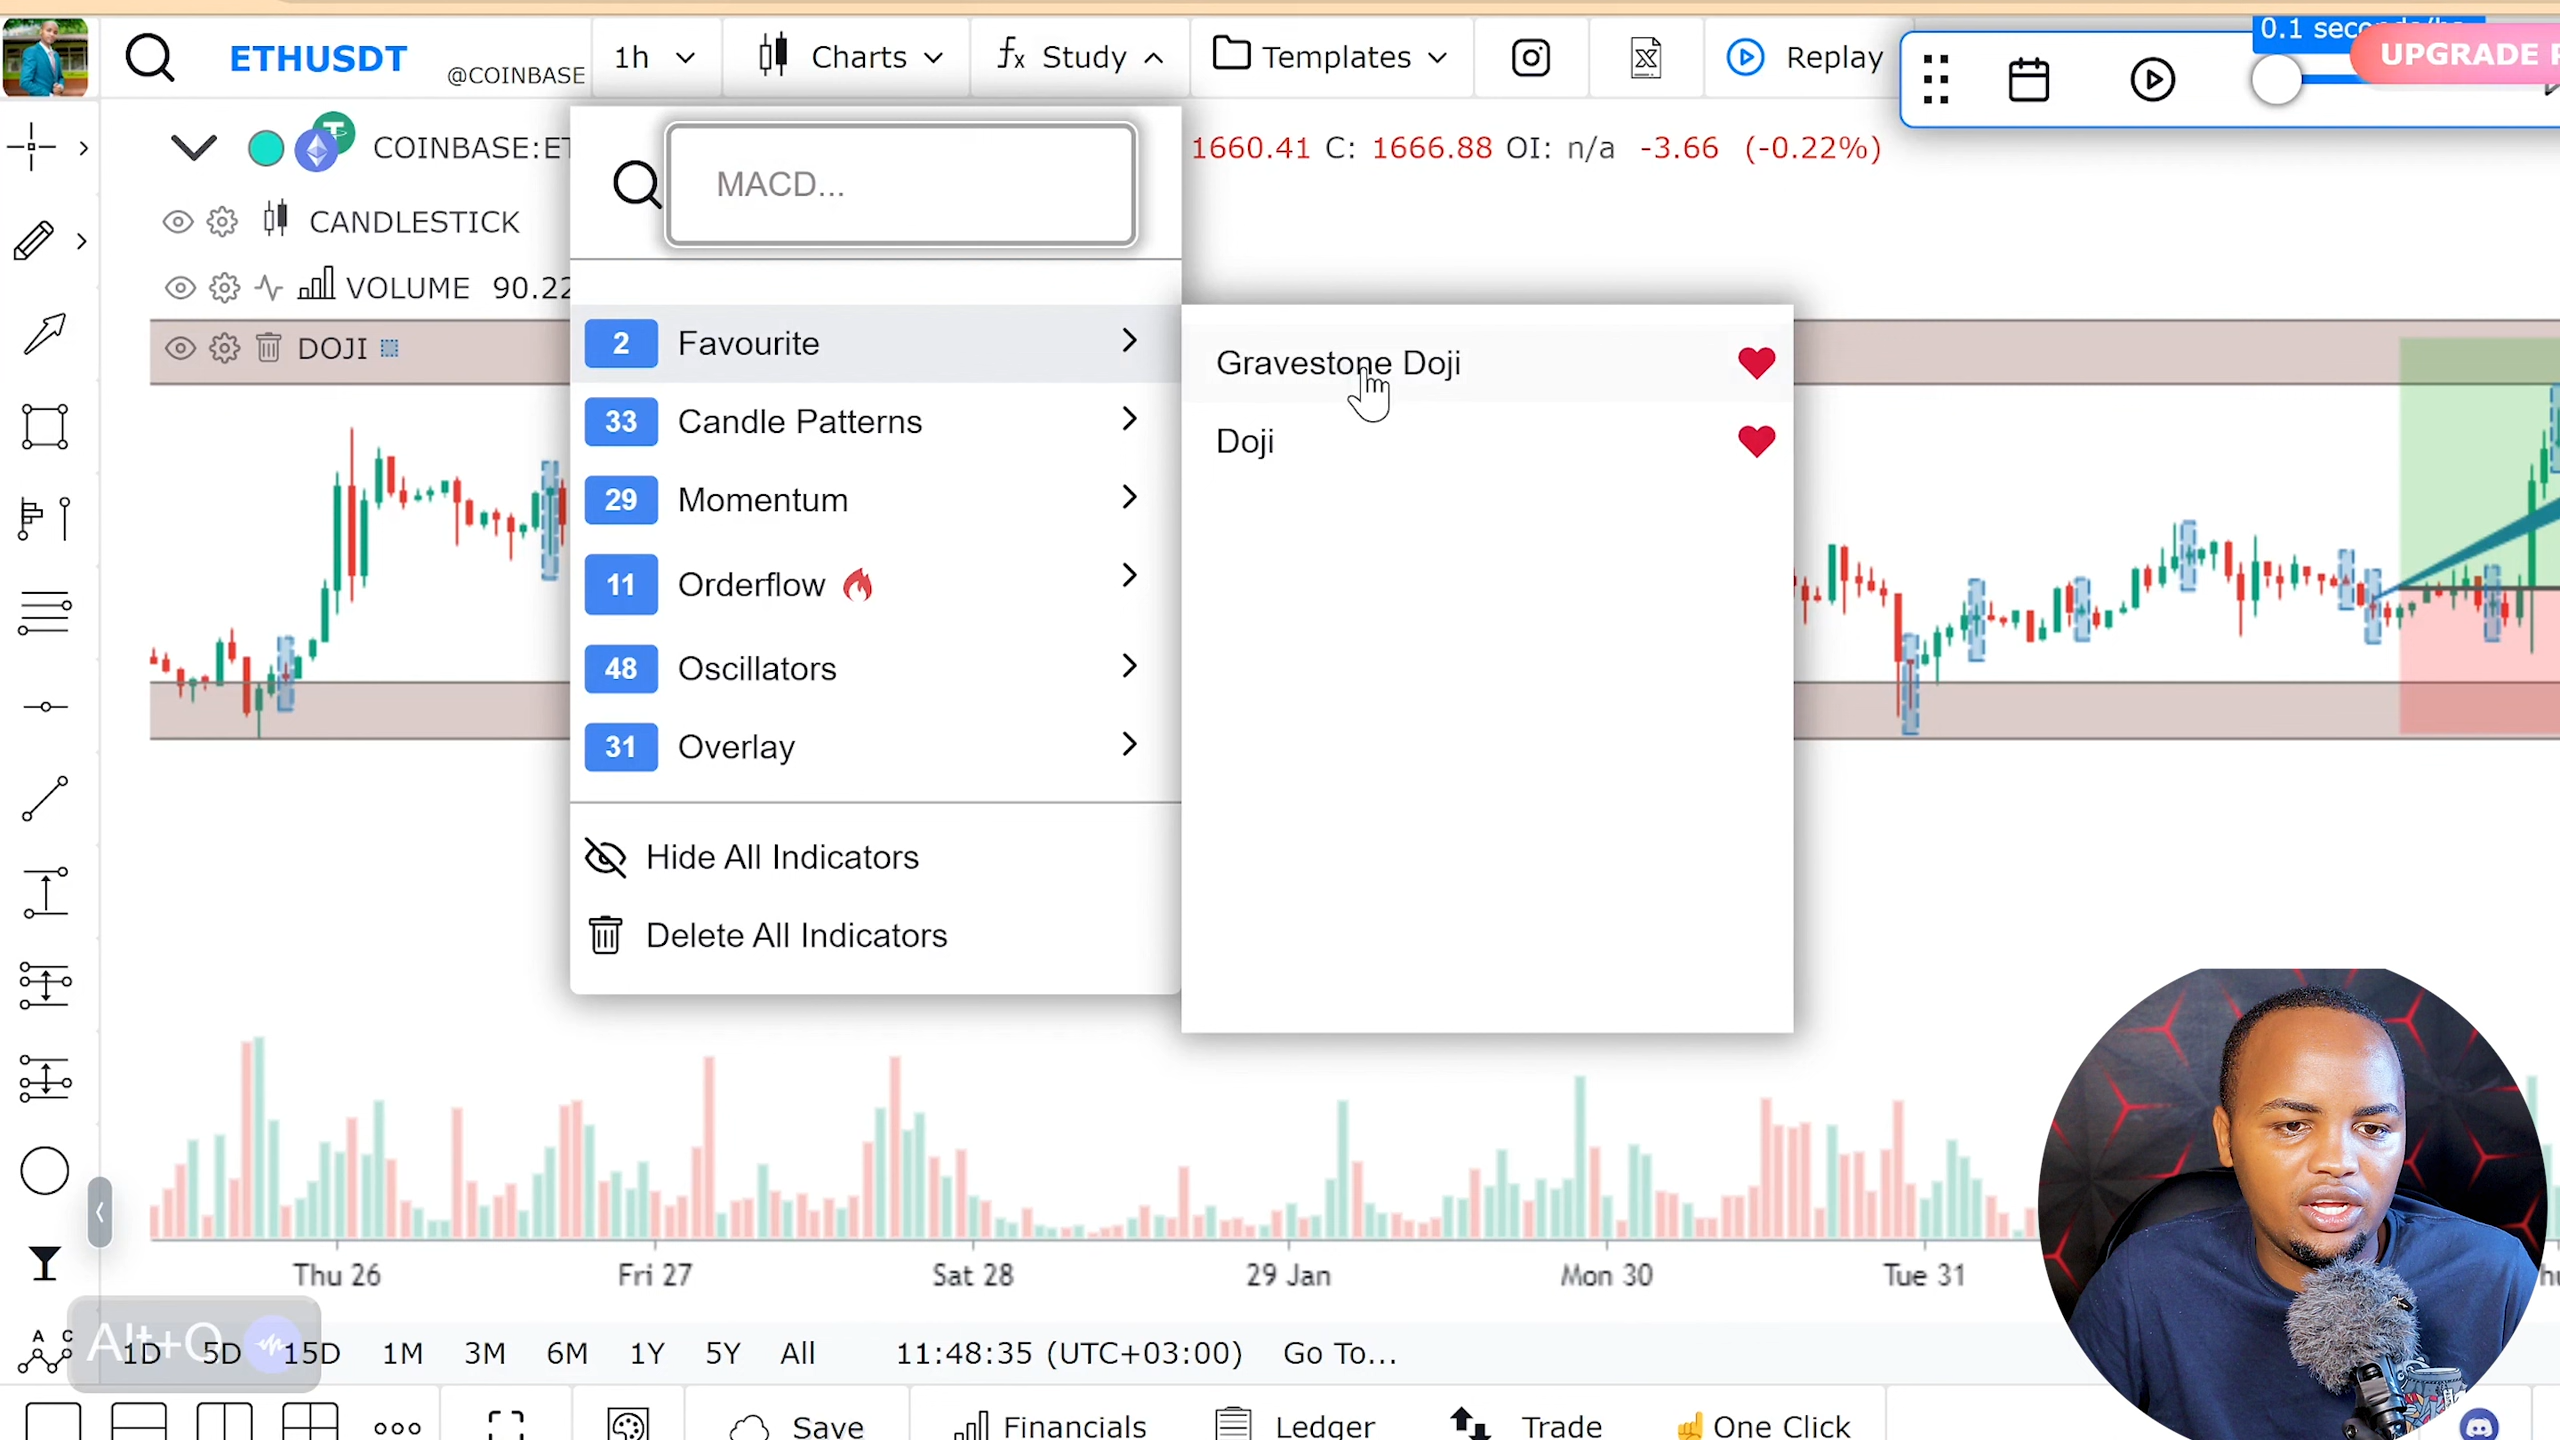 0.1 seconds/ba
ETHUSDT @COINBASE 1h Charts fx Study Templates Replay UPGRADE
COINBASE:ET 1660.41 C: 1666.88 OI: n/a -3.66 (-0.22%)
MACD...
CANDLESTICK
VOLUME 90.22
DOJI
2 Favourite
33 Candle Patterns
29 Momentum
11 Orderflow
48 Oscillators
31 Overlay
Hide All Indicators
Delete All Indicators
Gravestone Doji
Doji
Thu 26 Fri 27 Sat 28 29 Jan Mon 30 Tue 31
A C
Alt+Q
1D 5D 15D 1M 3M 6M 1Y 5Y All 11:48:35 (UTC+03:00) Go To...
Save Financials Ledger Trade One Click